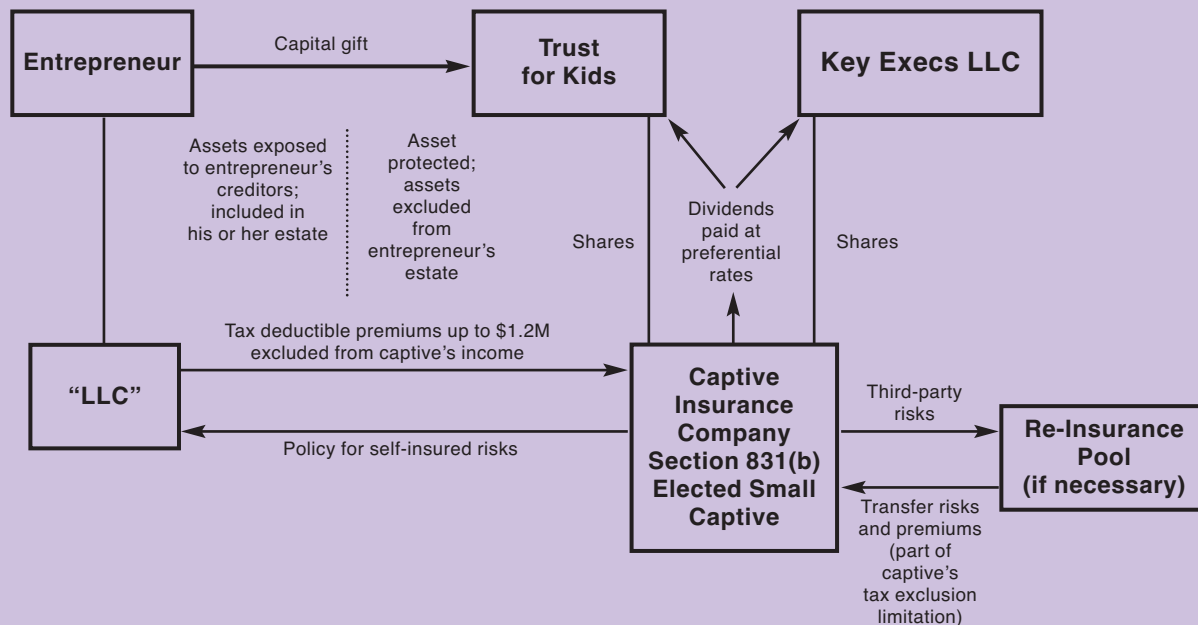 Entrepreneur
Capital gift
Trust
for Kids
Key Execs LLC
Assets exposed
to entrepreneur’s
creditors;
included in
his or her estate
Asset
protected;
assets
excluded
from
entrepreneur’s
estate
Shares
Dividends
paid at
preferential
rates
Shares
Tax deductible premiums up to $1.2M
excluded from captive’s income
“LLC”
Policy for self-insured risks
Captive
Insurance
Company
Section 831(b)
Elected Small
Captive
Third-party
risks
Re-Insurance
Pool
(if necessary)
Transfer risks
and premiums
(part of
captive’s
tax exclusion
limitation)